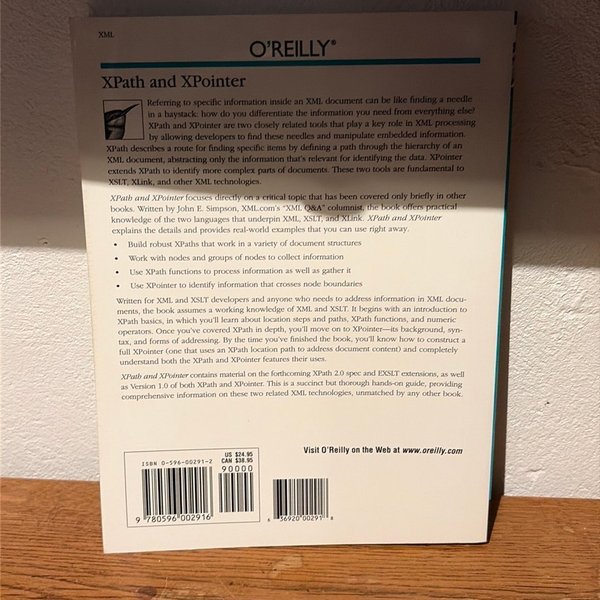 XML
O'REILLY®
XPath and XPointer
Referring to specific information inside an XML document can be like finding a needle
in a haystack: how do you differentiate the information you need from everything else?
XPath and XPointer are two closely related tools that play a key role in XML processing
by allowing developers to find these needles and manipulate embedded information.
XPath describes a route for finding specific items by defining a path through the hierarchy of an
XML document, abstracting only the information that's relevant for identifying the data. XPointer
extends XPath to identify more complex parts of documents. These two tools are fundamental to
XSLT, XLink, and other XML technologies.
XPath and XPointer focuses directly on a critical topic that has been covered only briefly in other
books. Written by John E. Simpson, XML.com's "XML Q&A" columnist, the book offers practical
knowledge of the two languages that underpin XML, XSLT, and XLink. XPath and XPointer
explains the details and provides real-world examples that you can use right away.
• Build robust XPaths that work in a variety of document structures
• Work with nodes and groups of nodes to collect information
• Use XPath functions to process information as well as gather it
• Use XPointer to identify information that crosses node boundaries
Written for XML and XSLT developers and anyone who needs to address information in XML docu-
ments, the book assumes a working knowledge of XML and XSLT. It begins with an introduction to
XPath basics, in which you'll learn about location steps and paths, XPath functions, and numeric
operators. Once you've covered XPath in depth, you'll move on to XPointer—its background, syn-
tax, and forms of addressing. By the time you've finished the book, you'll know how to construct a
full XPointer (one that uses an XPath location path to address document content) and completely
understand both the XPath and XPointer features their uses.
XPath and XPointer contains material on the forthcoming XPath 2.0 spec and EXSLT extensions, as well
as Version 1.0 of both XPath and XPointer. This is a succinct but thorough hands-on guide, providing
comprehensive information on these two related XML technologies, unmatched by any other book.
Visit O'Reilly on the Web at www.oreilly.com
US $24.95
CAN $38.95
ISBN 0-596-00291-2
90000
9 780596 002916
6 36920 00291 8